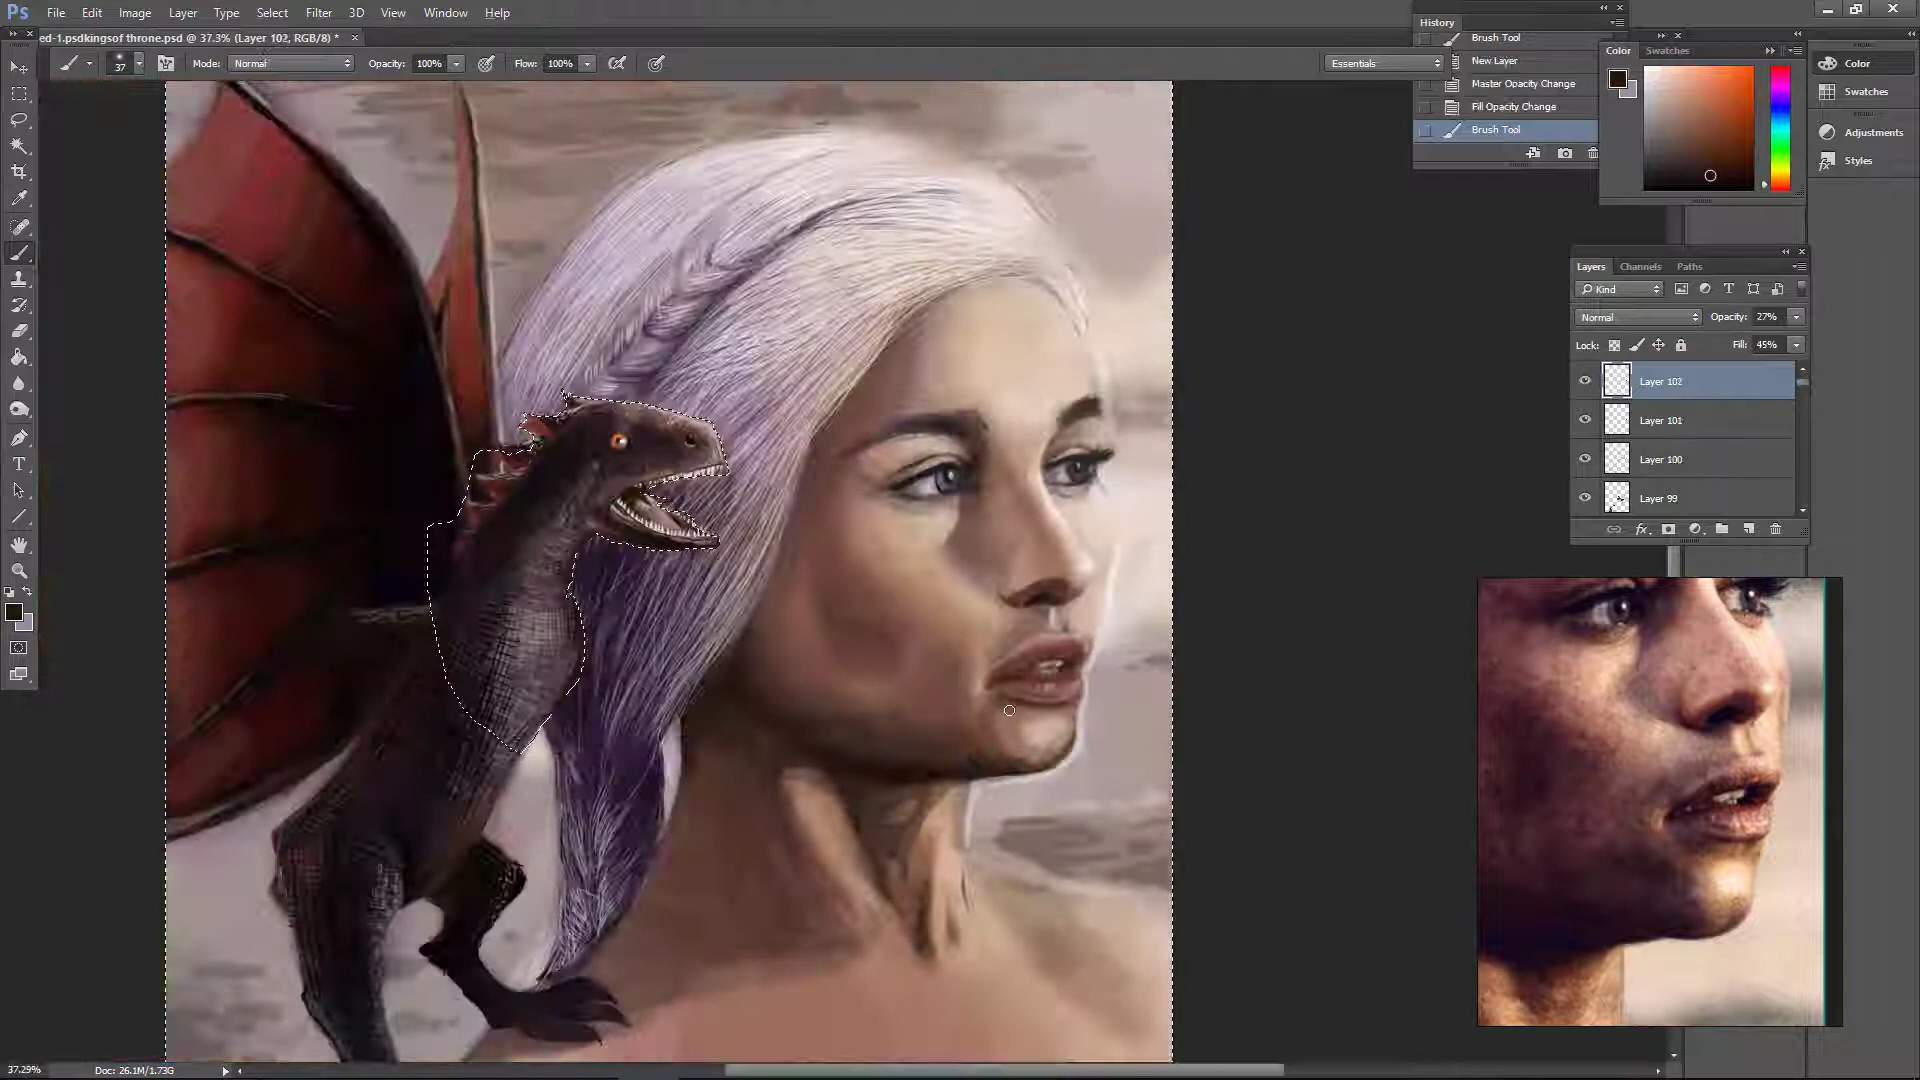 Ps File Edit Image Layer Type Select Filter 3D View Window Help
ed-1.psdkingsof throne.psd @ 37.3% (Layer 102, RGB/8) *
37 Mode: Normal Opacity: 100% Flow: 100% Essentials
History
Brush Tool
New Layer
Master Opacity Change
Fill Opacity Change
Brush Tool
Color Swatches
Color
Swatches
Adjustments
Styles
Layers Channels Paths
Kind
Normal Opacity: 27%
Lock: Fill: 45%
Layer 102
Layer 101
Layer 100
Layer 99
37.29% Doc: 26.1M/1.73G